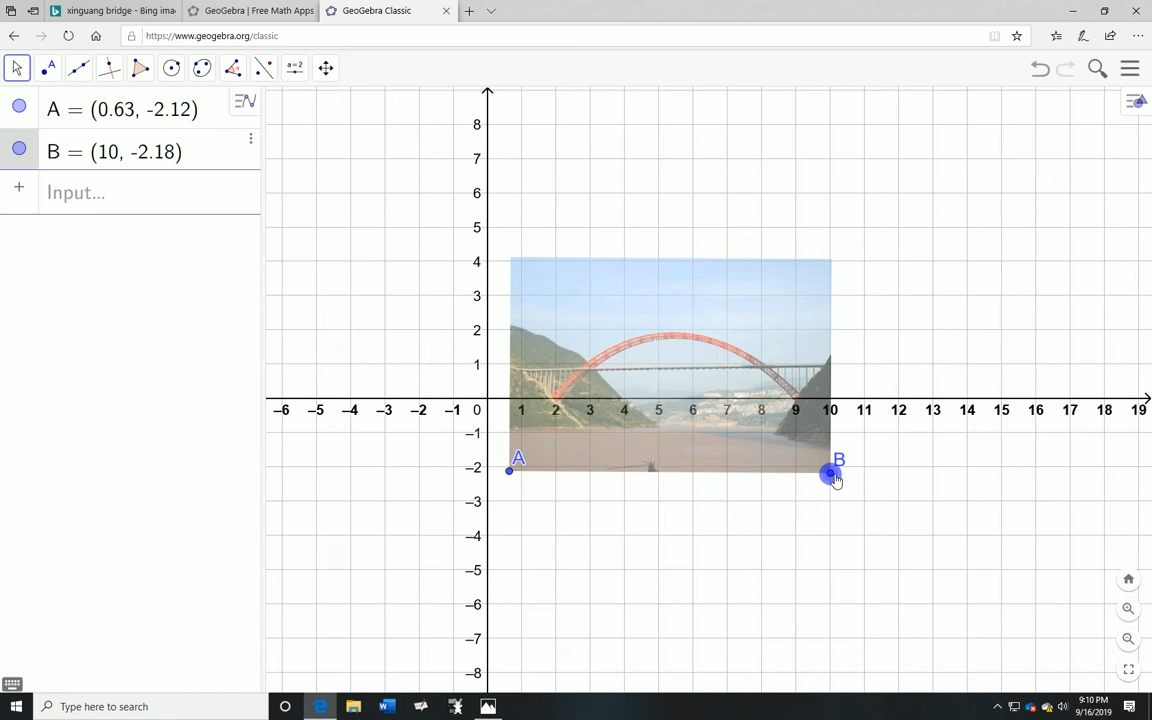 xinguang bridge - Bing ima
GeoGebra | Free Math Apps
GeoGebra Classic
https://www.geogebra.org/classic
A
a=2
A = (0.63, -2.12)
B = (10, -2.18)
+ Input...
8
7
6
5
4
3
2
1
–6 –5 –4 –3 –2 –1 0 1 2 3 4 5 6 7 8 9 10 11 12 13 14 15 16 17 18 19
–1
A B
–2
–3
–4
–5
–6
–7
–8
Type here to search
9:10 PM
9/16/2019